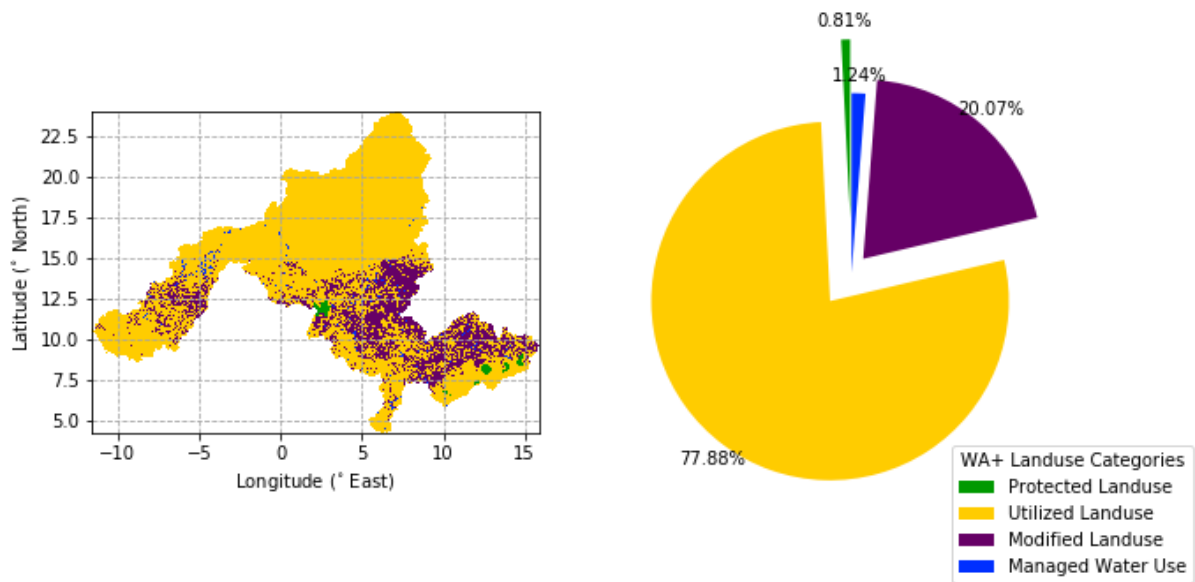 22.5
20.0
17.5
15.0
12.5
10.0
7.5
5.0
Latitude (° North)
−10
−5
0
5
10
15
Longitude (° East)
0.81%
1.24%
20.07%
77.88%
WA+ Landuse Categories
Protected Landuse
Utilized Landuse
Modified Landuse
Managed Water Use